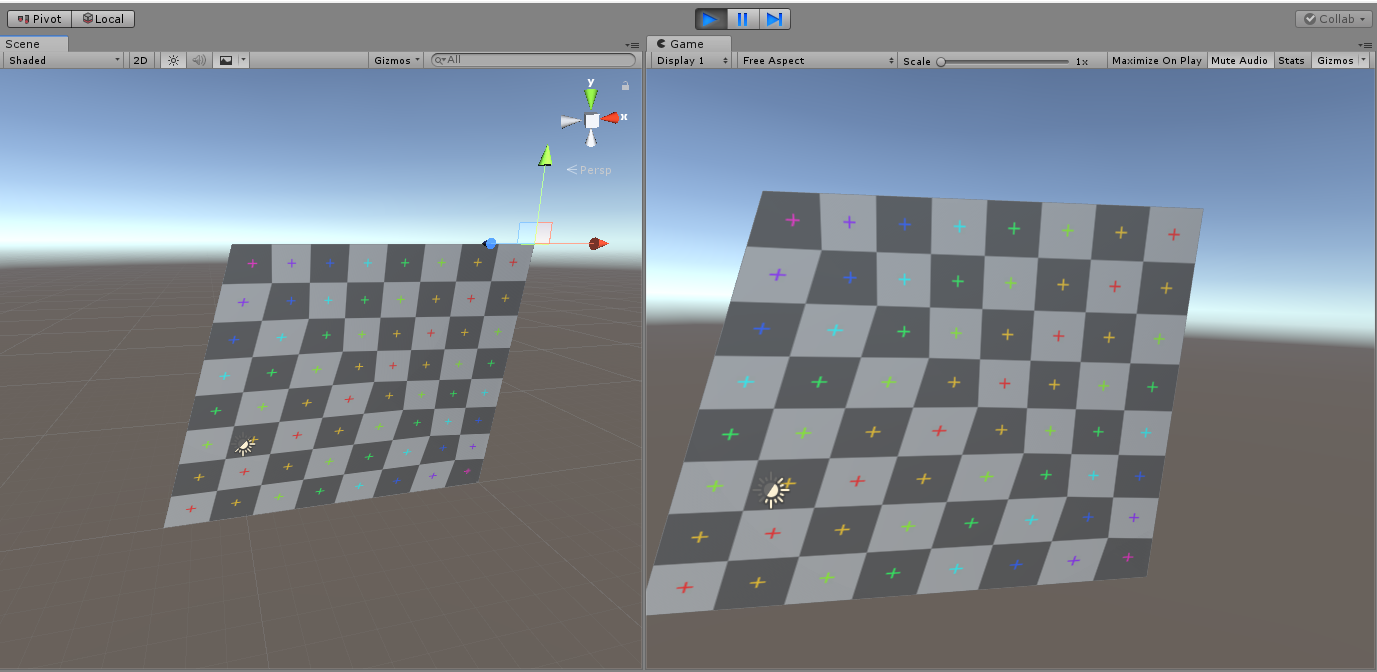 Pivot Local Collab
Scene
Shaded 2D Gizmos All
y
x
Persp
Game
Display 1 Free Aspect Scale 1x Maximize On Play Mute Audio Stats Gizmos